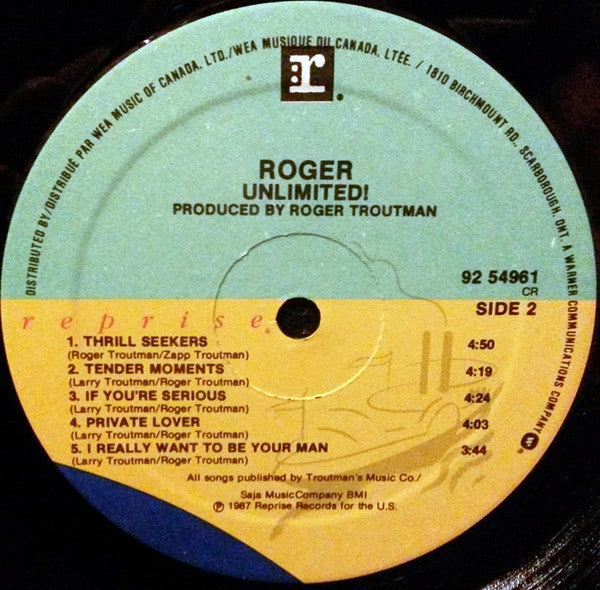 DISTRIBUTED BY/DISTRIBUÉ PAR WEA MUSIC OF CANADA, LTD./WEA MUSIQUE DU CANADA, LTÉE. / 1810 BIRCHMOUNT RD., SCARBOROUGH, ONT. A WARNER COMMUNICATIONS COMPANY
r
ROGER
UNLIMITED!
PRODUCED BY ROGER TROUTMAN
92 54961
CR
SIDE 2
reprise
1. THRILL SEEKERS 4:50
(Roger Troutman/Zapp Troutman)
2. TENDER MOMENTS 4:19
(Larry Troutman/Roger Troutman)
3. IF YOU'RE SERIOUS 4:24
(Larry Troutman/Roger Troutman)
4. PRIVATE LOVER 4:03
(Larry Troutman/Roger Troutman)
5. I REALLY WANT TO BE YOUR MAN 3:44
(Larry Troutman/Roger Troutman)
All songs published by Troutman's Music Co./
Saja MusicCompany BMI
℗ 1987 Reprise Records for the U.S.